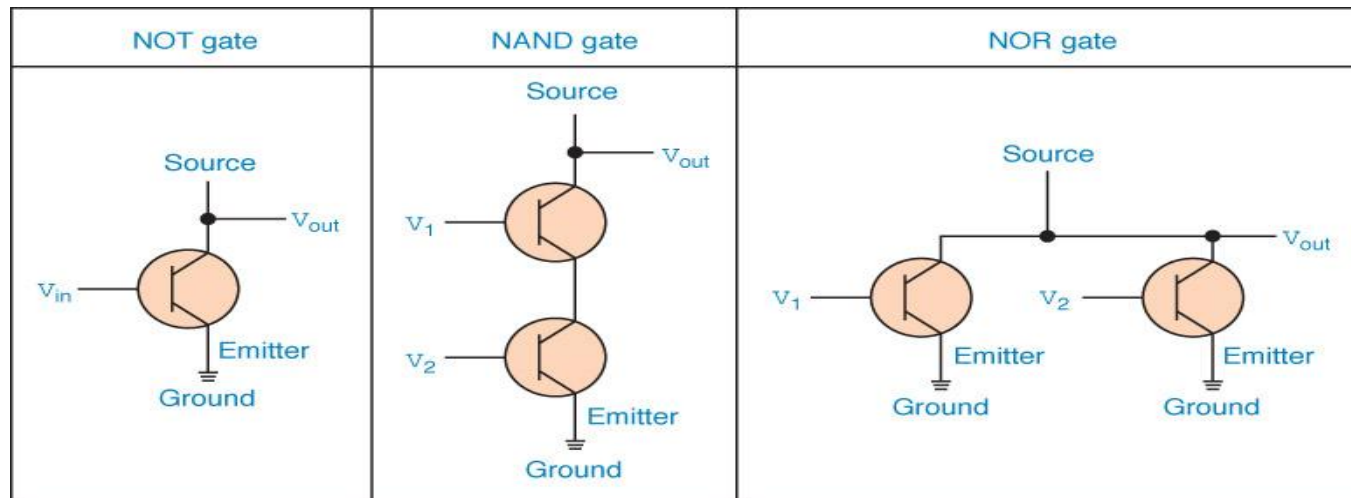 NOT gate
NAND gate
NOR gate
Source
Vout
Vin
Emitter
Ground
Source
Vout
V1
V2
Emitter
Ground
Source
Vout
V1
V2
Emitter
Emitter
Ground
Ground